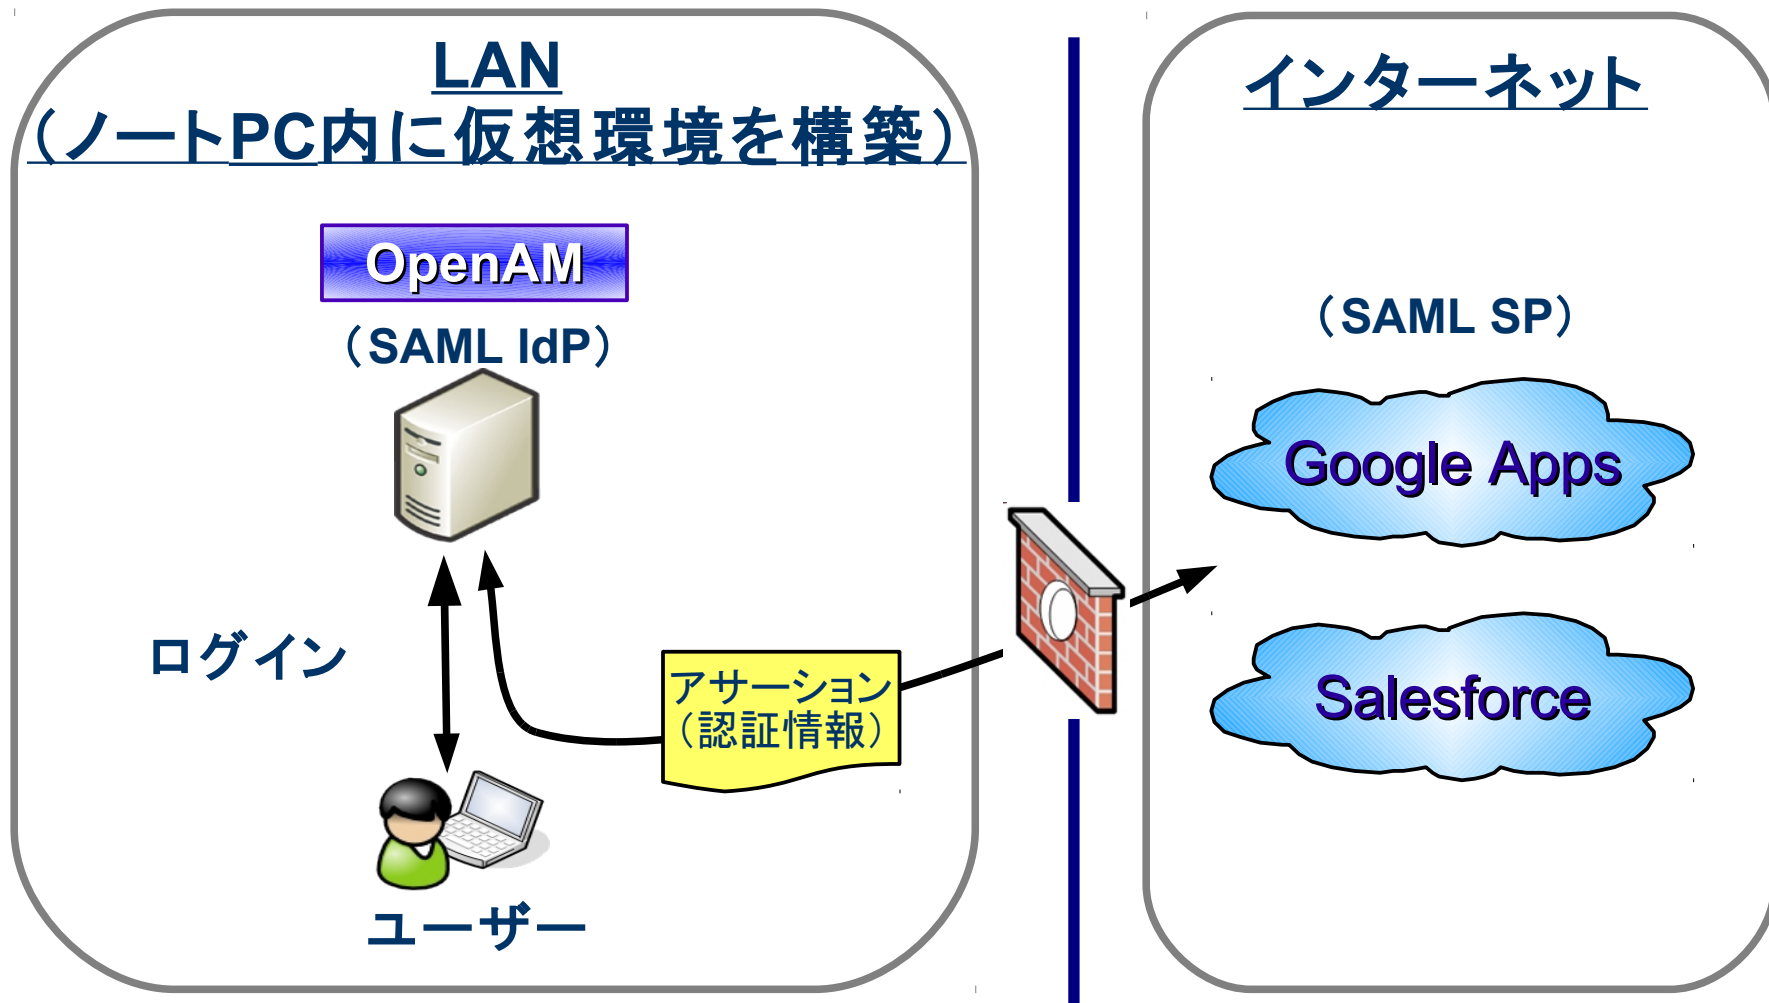 LAN
（ノートPC内に仮想環境を構築）
OpenAM
（SAML IdP）
ログイン
アサーション
（認証情報）
ユーザー
インターネット
（SAML SP）
Google Apps
Salesforce